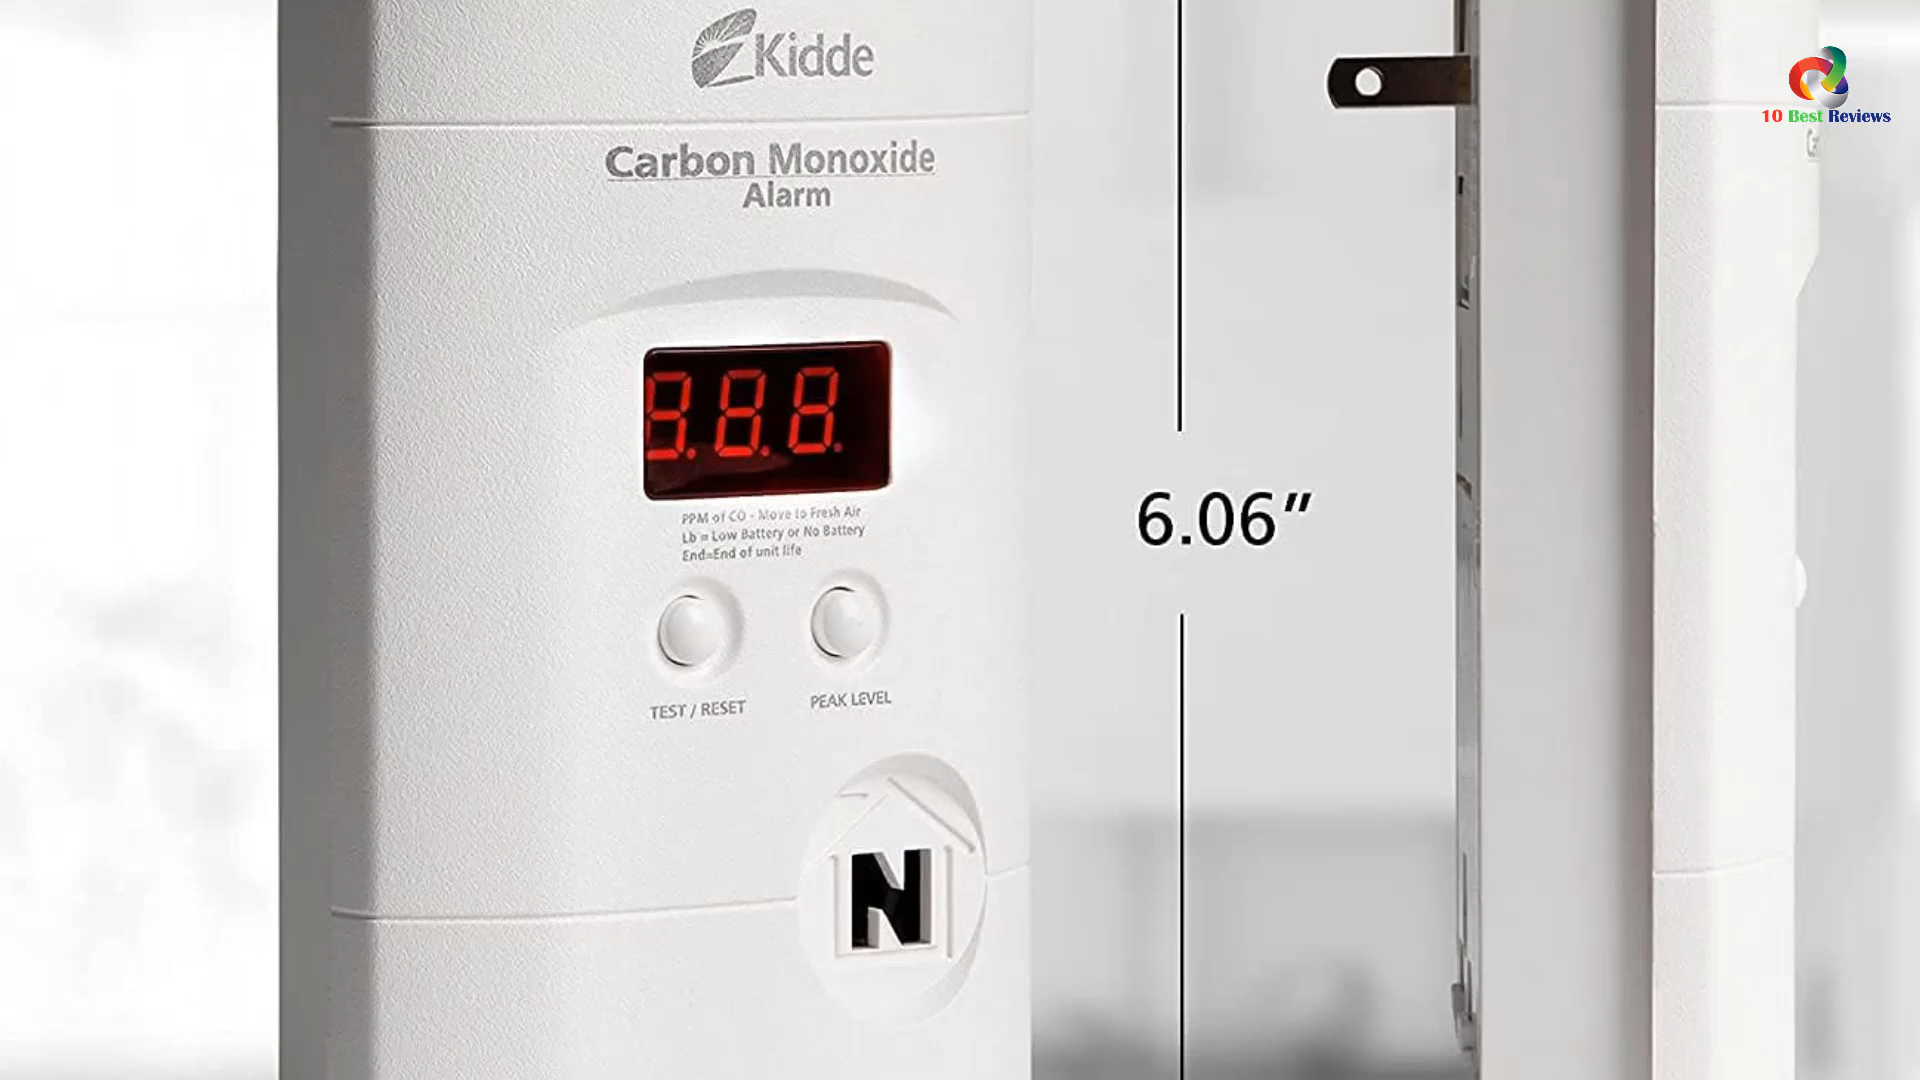 Kidde
Carbon Monoxide
Alarm
8.8.8.
PPM of CO - Move to Fresh Air
Lb = Low Battery or No Battery
End=End of unit life
TEST / RESET
PEAK LEVEL
N
6.06”
10 Best Reviews